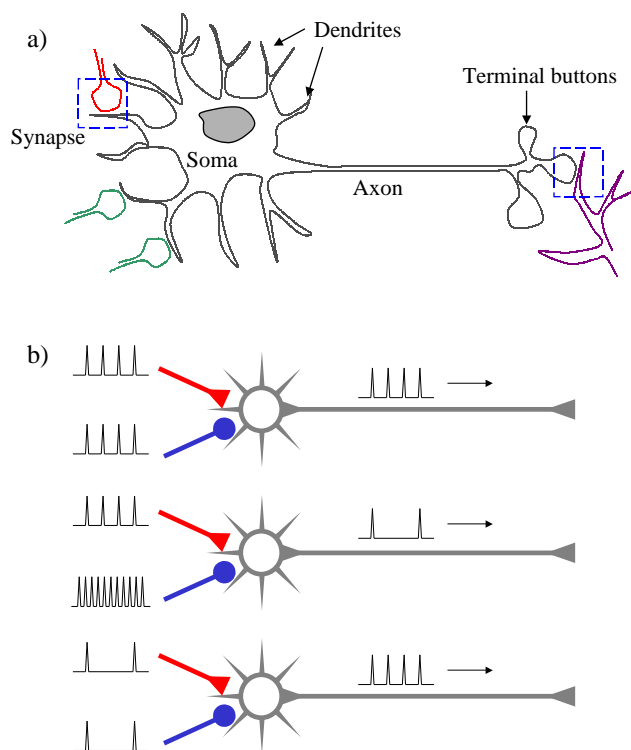 a)
Dendrites
Terminal buttons
Synapse
Soma
Axon
b)